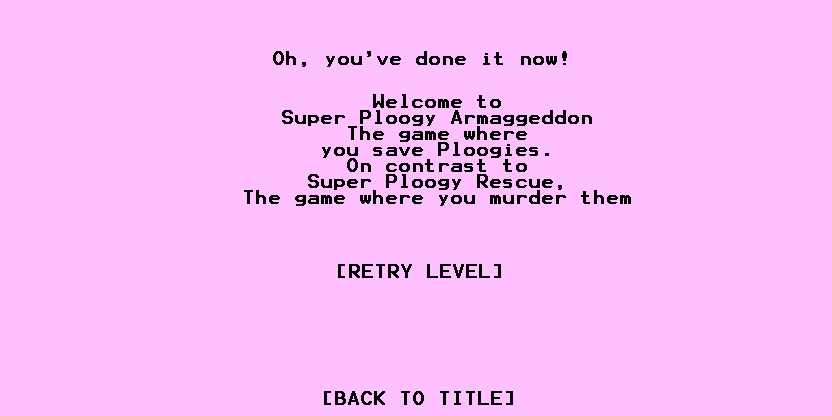 Oh, you've done it now!
Welcome to
Super Ploogy Armaggeddon
The game where
you save Ploogies.
On contrast to
Super Ploogy Rescue,
The game where you murder them
[RETRY LEVEL]
[BACK TO TITLE]